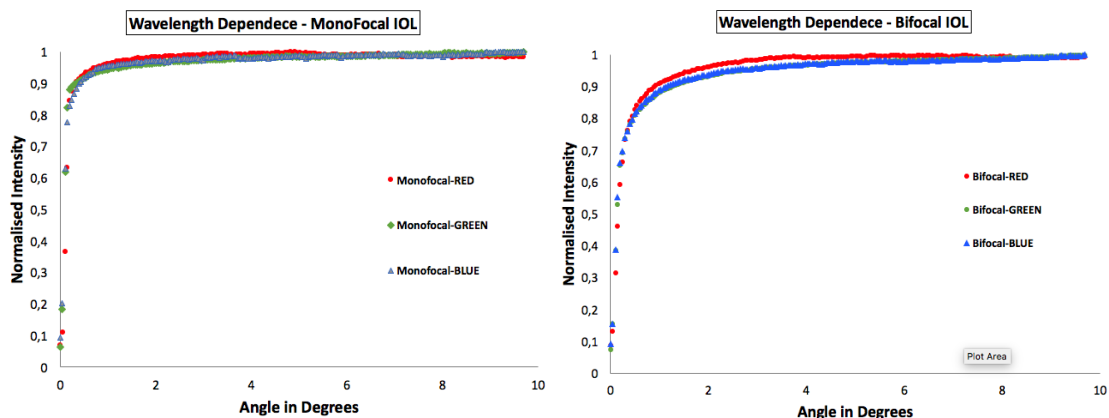 Wavelength Dependece - MonoFocal IOL
Normalised Intensity
1
0,9
0,8
0,7
0,6
0,5
0,4
0,3
0,2
0,1
0
0 2 4 6 8 10
Angle in Degrees
Monofocal-RED
Monofocal-GREEN
Monofocal-BLUE
Wavelength Dependece - Bifocal IOL
Normalised Intensity
1
0,9
0,8
0,7
0,6
0,5
0,4
0,3
0,2
0,1
0
0 2 4 6 8 10
Angle in Degrees
Bifocal-RED
Bifocal-GREEN
Bifocal-BLUE
Plot Area